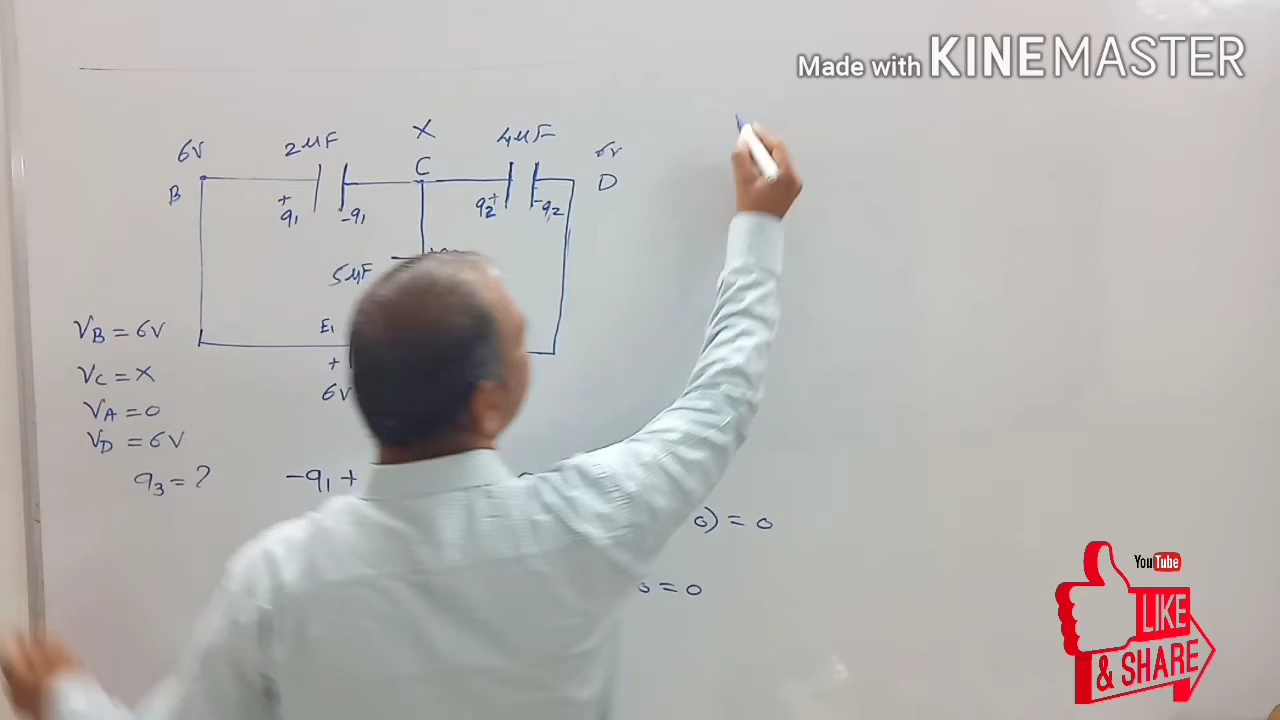 Made with KINEMASTER
X
2μF
4μF
6V
C
6V
B
D
+
q1
-q1
q2
+
-q2
5μF
E1
VB = 6V
+
VC = X
6V
VA = 0
VD = 6V
q3 = ?
-q1 +
0) = 0
= 0
YouTube
LIKE
& SHARE